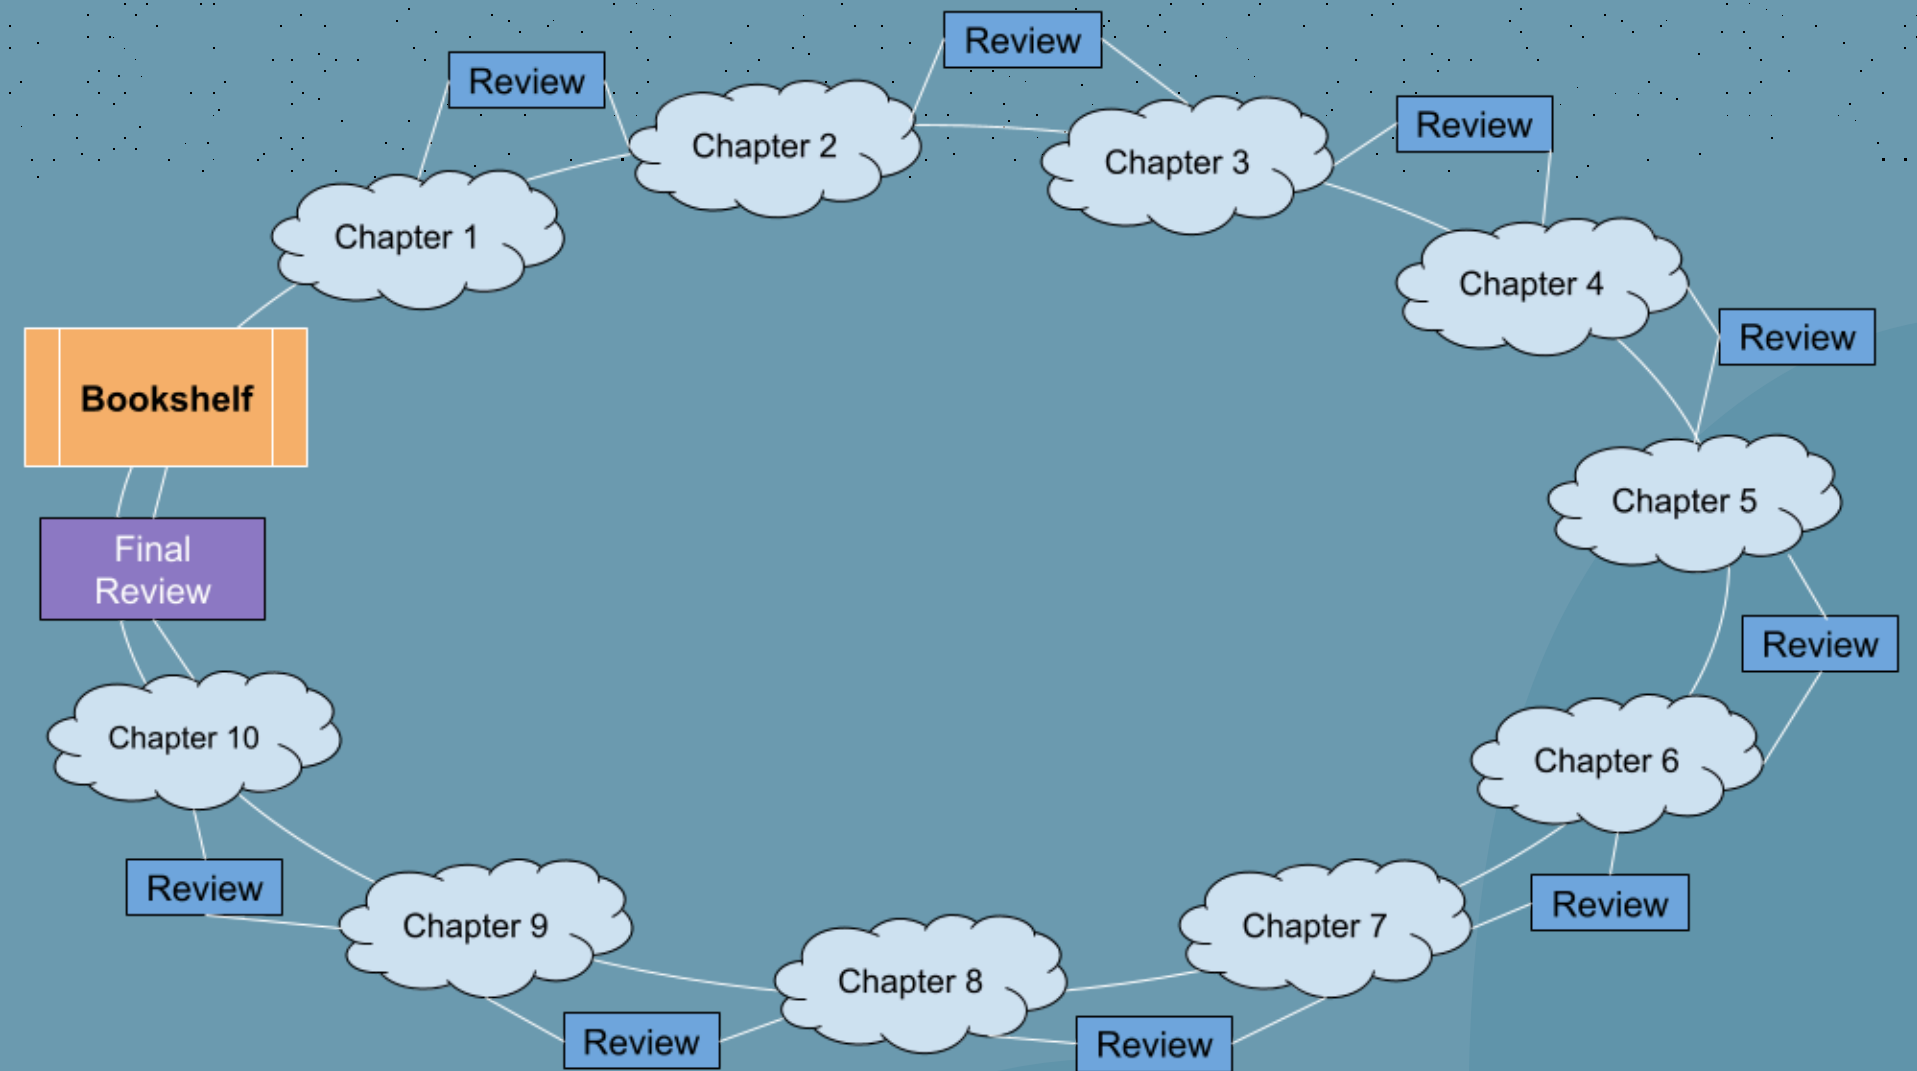 Review
Review
Chapter 2
Review
Chapter 3
Chapter 1
Chapter 4
Review
Bookshelf
Chapter 5
Final
Review
Review
Chapter 10
Chapter 6
Review
Review
Chapter 9
Chapter 7
Chapter 8
Review
Review